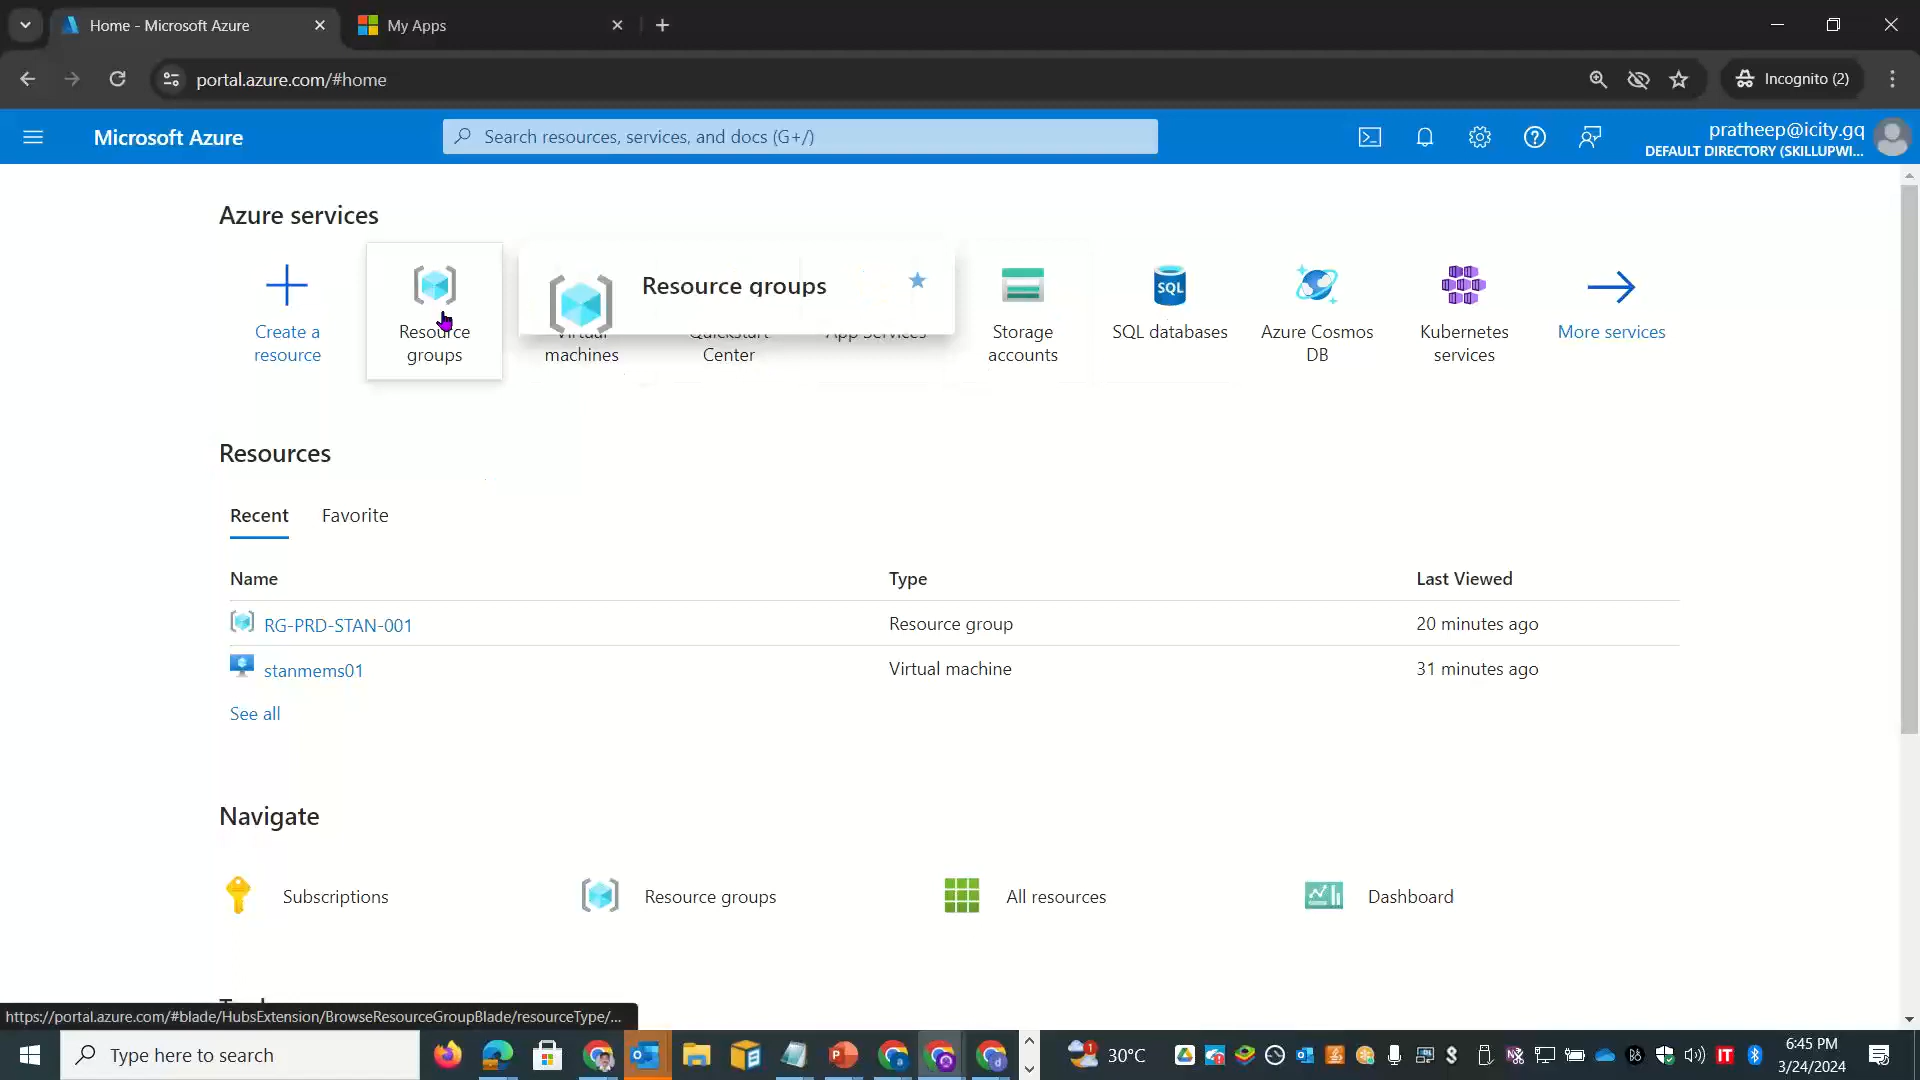 Home - Microsoft Azure
My Apps
portal.azure.com/#home
Incognito (2)
Microsoft Azure
Search resources, services, and docs (G+/)
pratheep@icity.gq
DEFAULT DIRECTORY (SKILLUPWI...
Azure services
Create a
resource
Resource
groups
Resource groups
Virtual
machines
Quickstart
Center
App Services
Storage
accounts
SQL
SQL databases
Azure Cosmos
DB
Kubernetes
services
More services
Resources
Recent
Favorite
Name
Type
Last Viewed
RG-PRD-STAN-001
Resource group
20 minutes ago
stanmems01
Virtual machine
31 minutes ago
See all
Navigate
Subscriptions
Resource groups
All resources
Dashboard
https://portal.azure.com/#blade/HubsExtension/BrowseResourceGroupBlade/resourceType/...
Type here to search
30°C
6:45 PM
3/24/2024